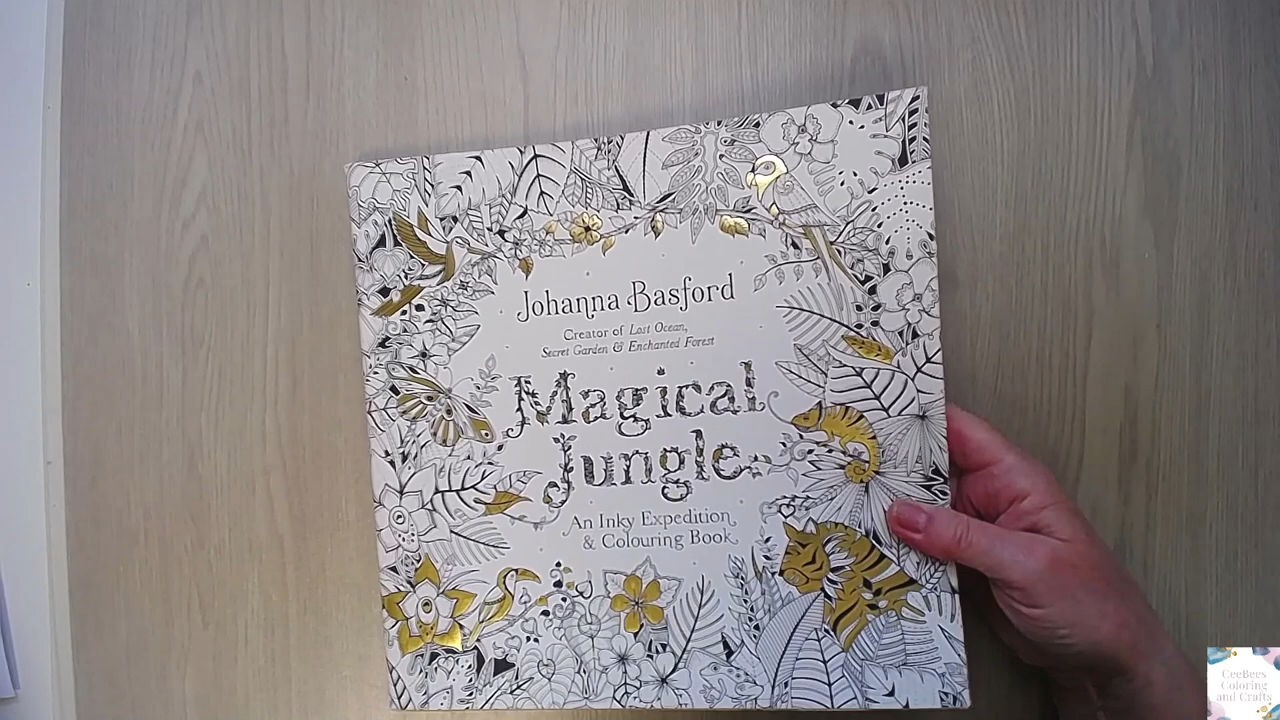 Johanna Basford
Creator of Lost Ocean,
Secret Garden & Enchanted Forest
Magical
Jungle
An Inky Expedition
& Colouring Book
CeeBees
Coloring
and Crafts